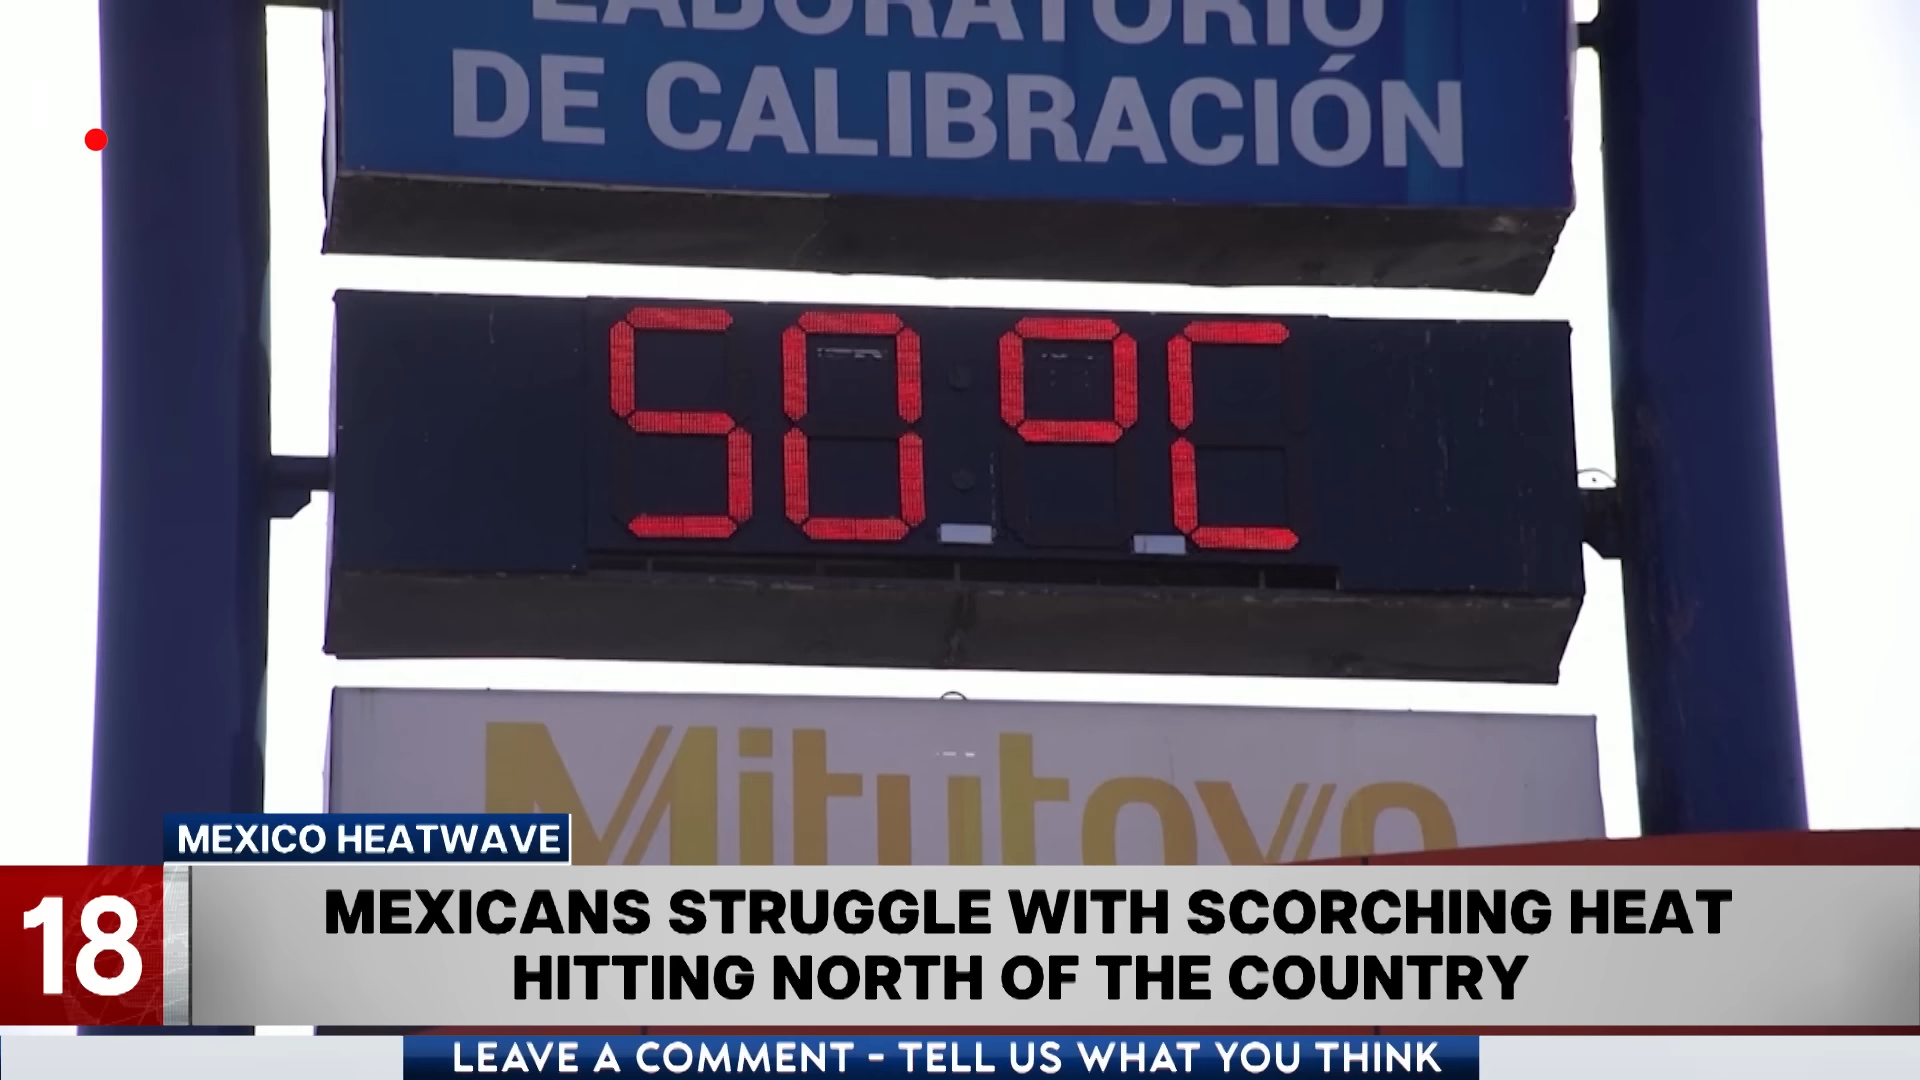 LABORATORIO
DE CALIBRACIÓN
50°C
Mitutoyo
MEXICO HEATWAVE
18
MEXICANS STRUGGLE WITH SCORCHING HEAT
HITTING NORTH OF THE COUNTRY
LEAVE A COMMENT - TELL US WHAT YOU THINK